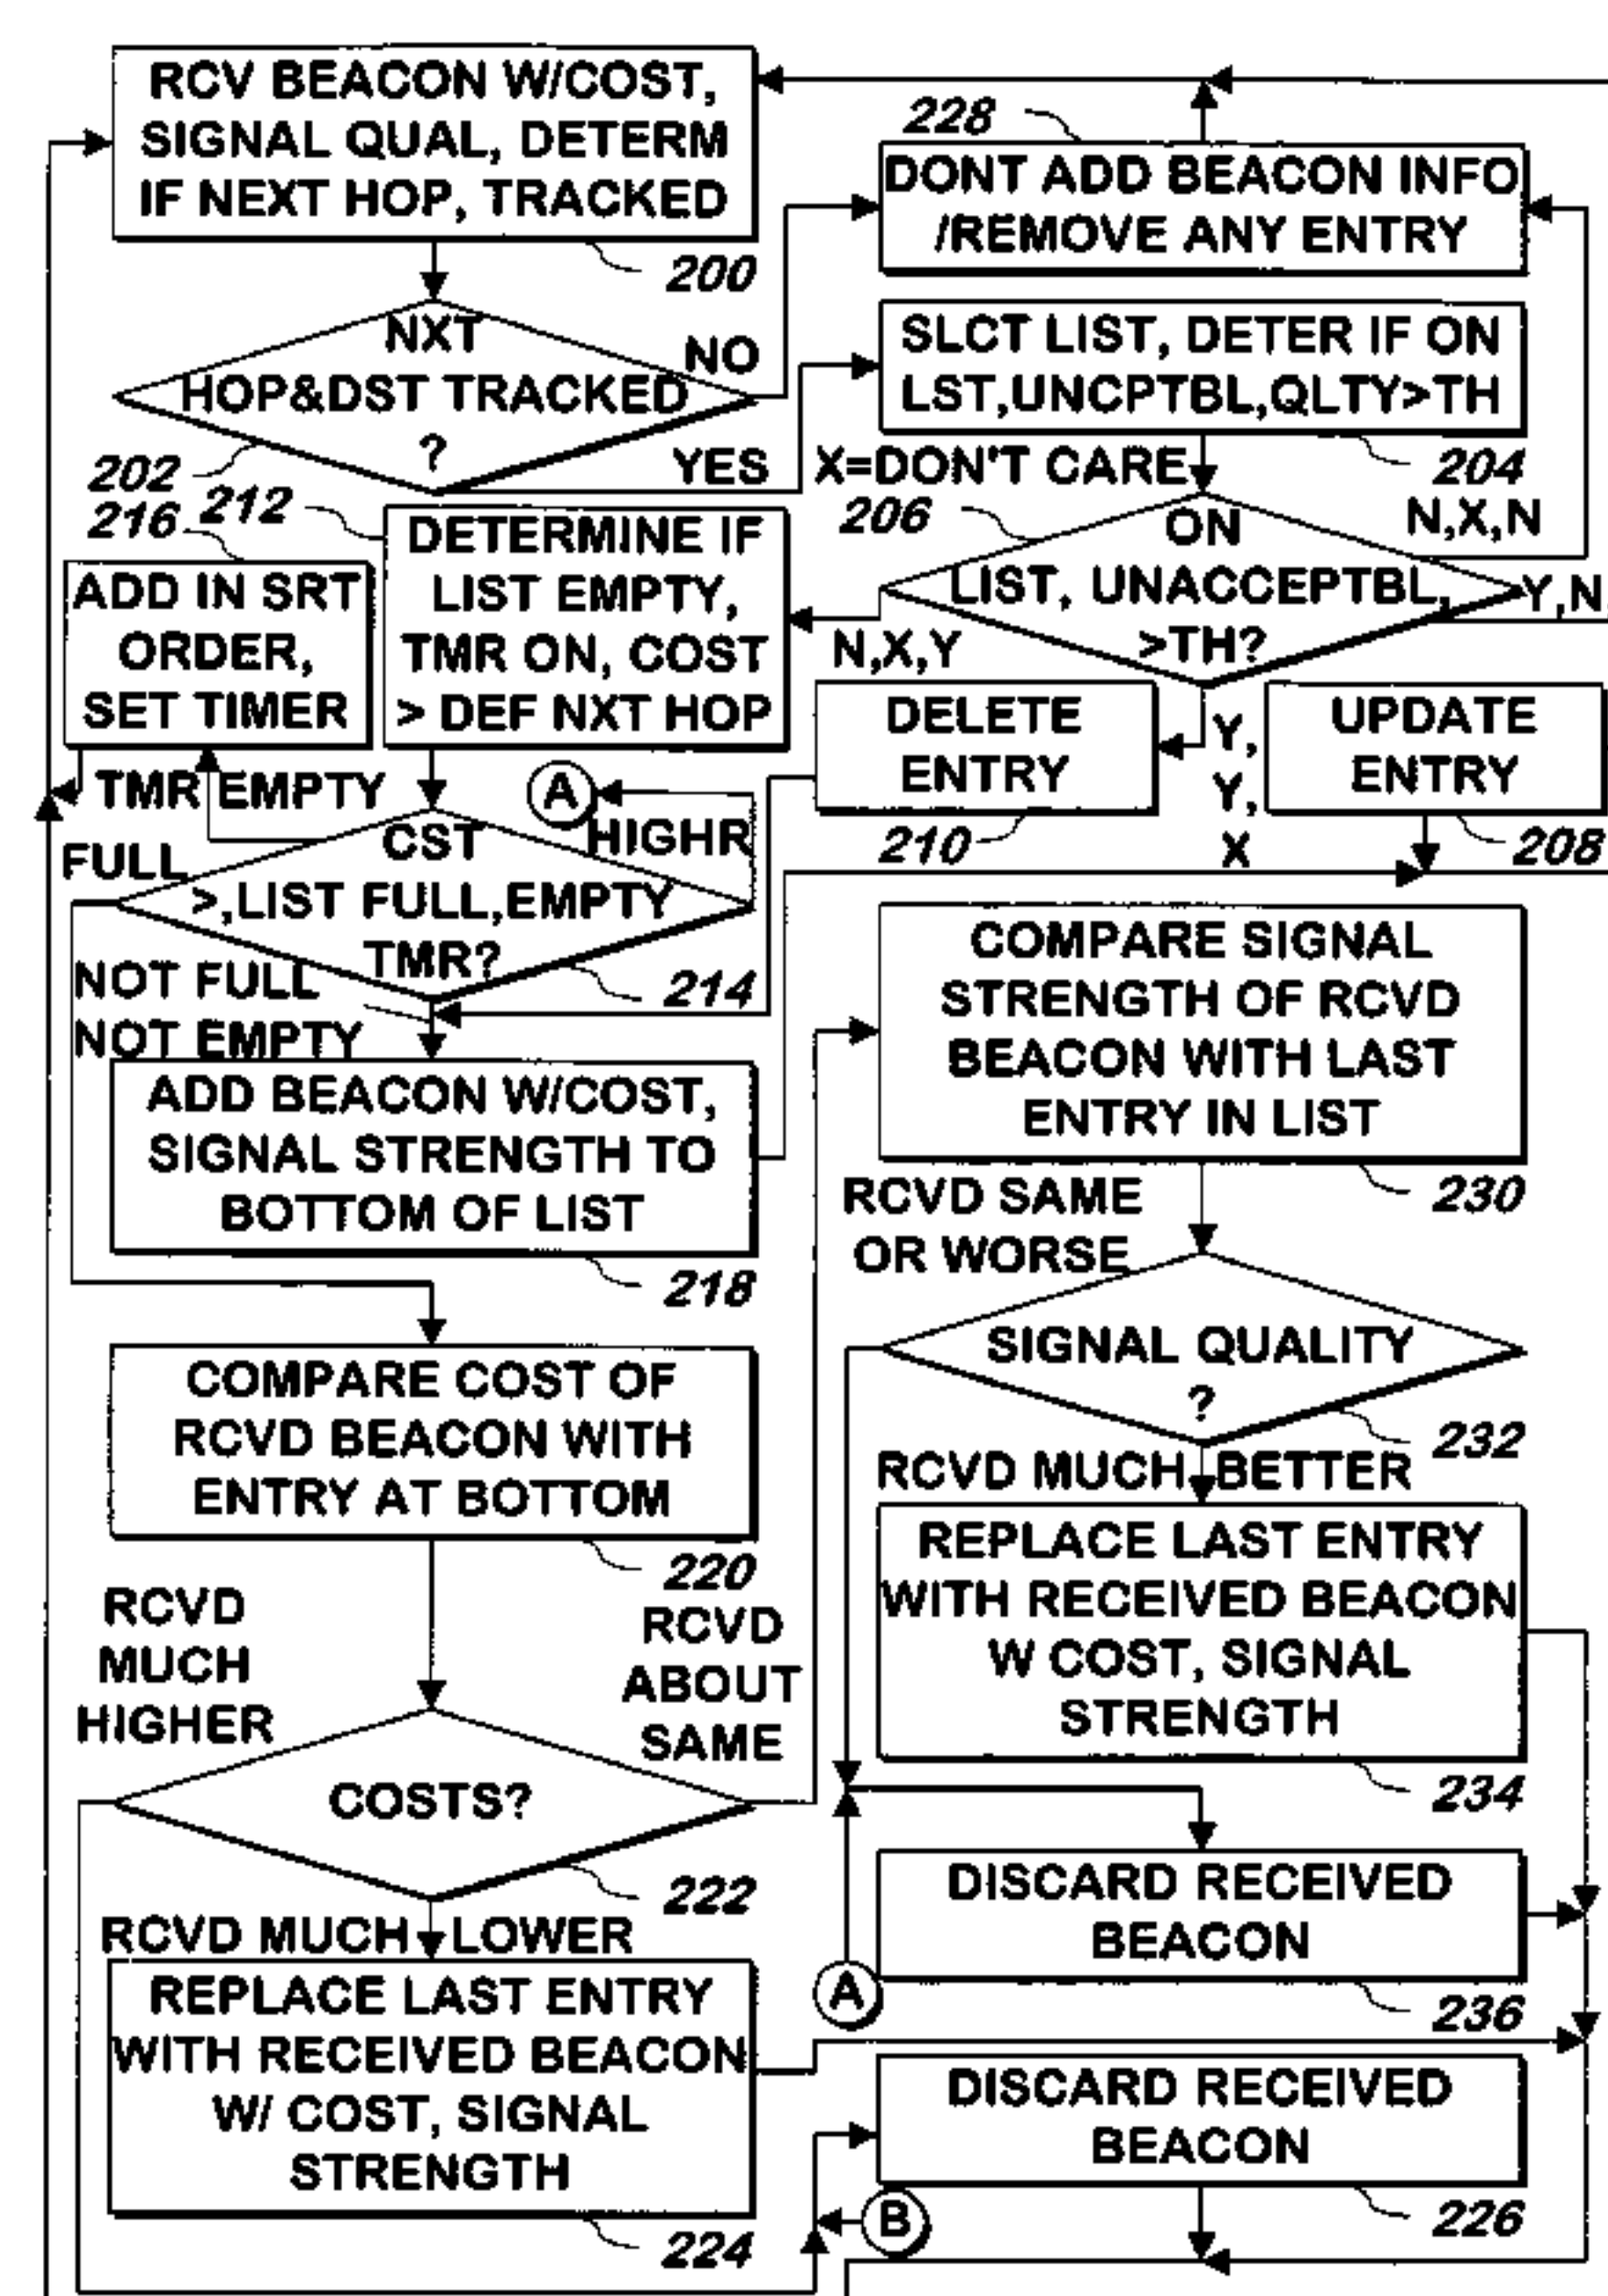 RCV BEACON W/COST,
SIGNAL QUAL, DETERM
IF NEXT HOP, TRACKED
200
228
DONT ADD BEACON INFO
/REMOVE ANY ENTRY
NXT
HOP&DST TRACKED
?
NO
YES
202
SLCT LIST, DETER IF ON
LST,UNCPTBL,QLTY>TH
204
X=DON'T CARE
206
ON
LIST, UNACCEPTBL,
>TH?
N,X,N
Y,N,
N,X,Y
Y,
Y,
X
212
DETERMINE IF
LIST EMPTY,
TMR ON, COST
> DEF NXT HOP
216
ADD IN SRT
ORDER,
SET TIMER
TMR EMPTY
DELETE
ENTRY
210
UPDATE
ENTRY
208
A
HIGHR
FULL
CST
>,LIST FULL,EMPTY
TMR?
214
NOT FULL
NOT EMPTY
ADD BEACON W/COST,
SIGNAL STRENGTH TO
BOTTOM OF LIST
218
COMPARE SIGNAL
STRENGTH OF RCVD
BEACON WITH LAST
ENTRY IN LIST
230
RCVD SAME
OR WORSE
SIGNAL QUALITY
?
232
RCVD MUCH BETTER
COMPARE COST OF
RCVD BEACON WITH
ENTRY AT BOTTOM
220
REPLACE LAST ENTRY
WITH RECEIVED BEACON
W COST, SIGNAL
STRENGTH
234
RCVD
MUCH
HIGHER
RCVD
ABOUT
SAME
COSTS?
222
RCVD MUCH LOWER
DISCARD RECEIVED
BEACON
236
A
REPLACE LAST ENTRY
WITH RECEIVED BEACON
W/ COST, SIGNAL
STRENGTH
224
DISCARD RECEIVED
BEACON
226
B